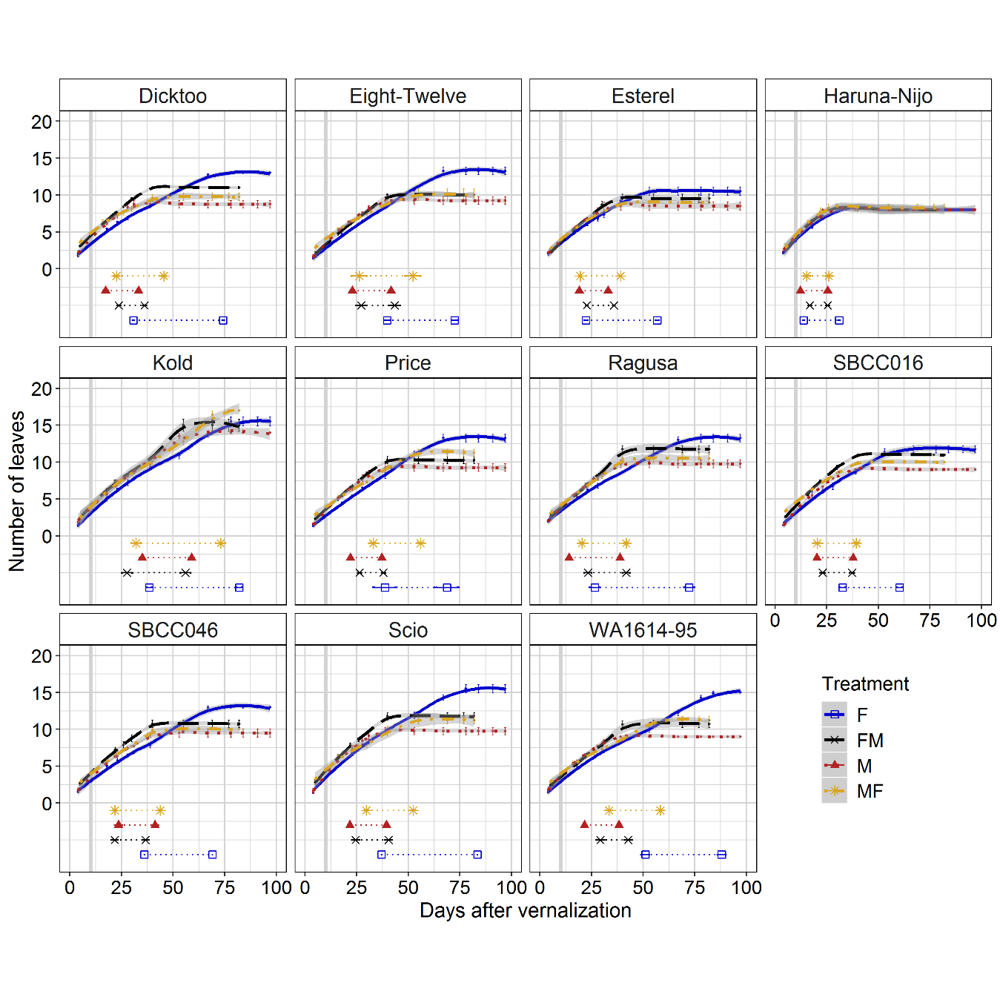 Dicktoo Eight-Twelve Esterel Haruna-Nijo
20
15
10
5
0
Kold Price Ragusa SBCC016
20
15
10
5
0
0 25 50 75 100
SBCC046 Scio WA1614-95
20
15
10
5
0
0 25 50 75 100 0 25 50 75 100 0 25 50 75 100
Number of leaves
Days after vernalization
Treatment
F
FM
M
MF